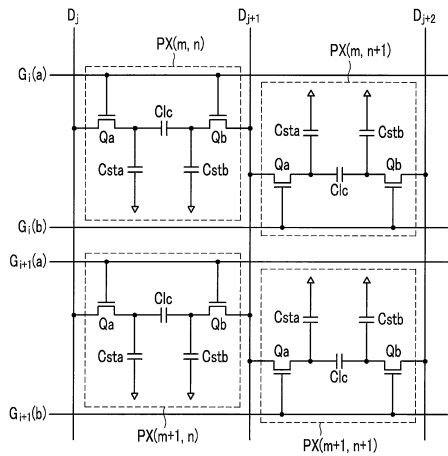 Dj Dj+1 Dj+2
PX(m, n)
PX(m, n+1)
Gi(a)
Clc
Qa Qb
Csta Cstb
Csta Cstb
Qa Qb
Clc
Gi(b)
Gi+1(a)
Clc
Qa Qb
Csta Cstb
Csta Cstb
Qa Qb
Clc
Gi+1(b)
PX(m+1, n)
PX(m+1, n+1)